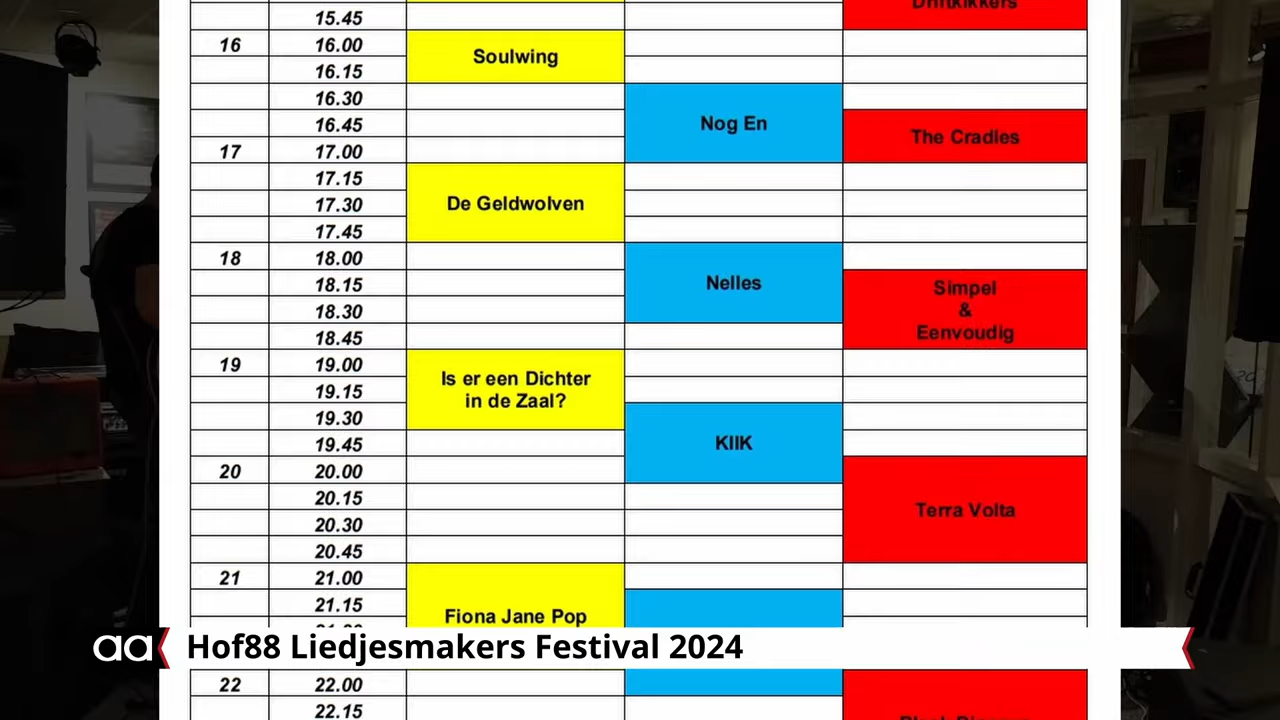 Driftkikkers
15.45
16 16.00
Soulwing
16.15
16.30
Nog En
16.45
The Cradles
17 17.00
17.15
De Geldwolven
17.30
17.45
18 18.00
Nelles
18.15
Simpel
&
Eenvoudig
18.30
18.45
19 19.00
Is er een Dichter
in de Zaal?
19.15
19.30
KIIK
19.45
20 20.00
20.15
Terra Volta
20.30
20.45
21 21.00
21.15
Fiona Jane Pop
aa Hof88 Liedjesmakers Festival 2024
22 22.00
22.15